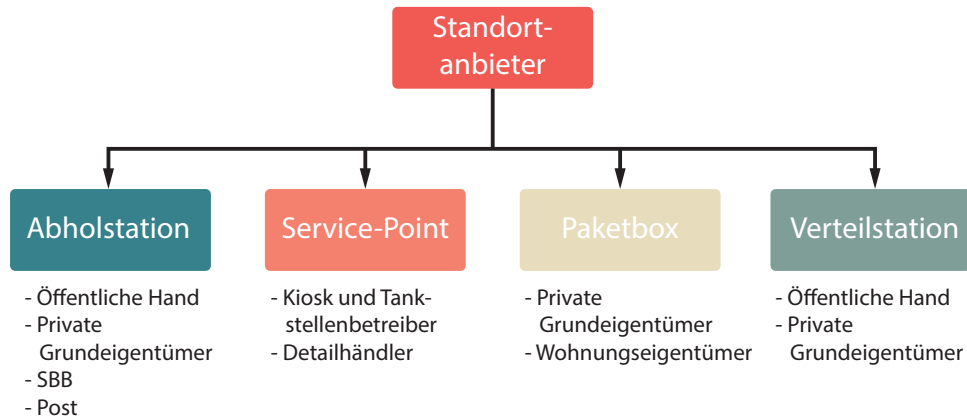 Standort-
anbieter
Abholstation
- Öffentliche Hand
- Private
Grundeigentümer
- SBB
- Post
Service-Point
- Kiosk und Tank-
stellenbetreiber
- Detailhändler
Paketbox
- Private
Grundeigentümer
- Wohnungseigentümer
Verteilstation
- Öffentliche Hand
- Private
Grundeigentümer